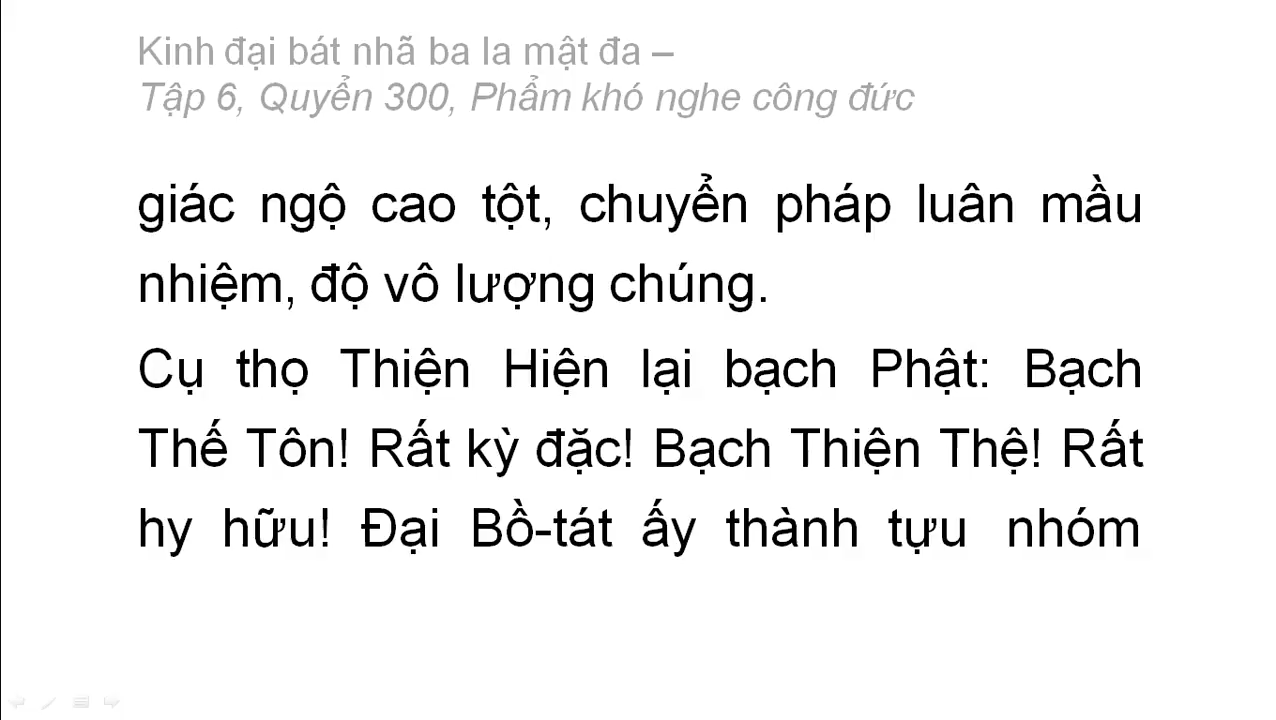 Kinh đại bát nhã ba la mật đa –
Tập 6, Quyển 300, Phẩm khó nghe công đức
giác ngộ cao tột, chuyển pháp luân mầu
nhiệm, độ vô lượng chúng.
Cụ thọ Thiện Hiện lại bạch Phật: Bạch
Thế Tôn! Rất kỳ đặc! Bạch Thiện Thệ! Rất
hy hữu! Đại Bồ-tát ấy thành tựu nhóm